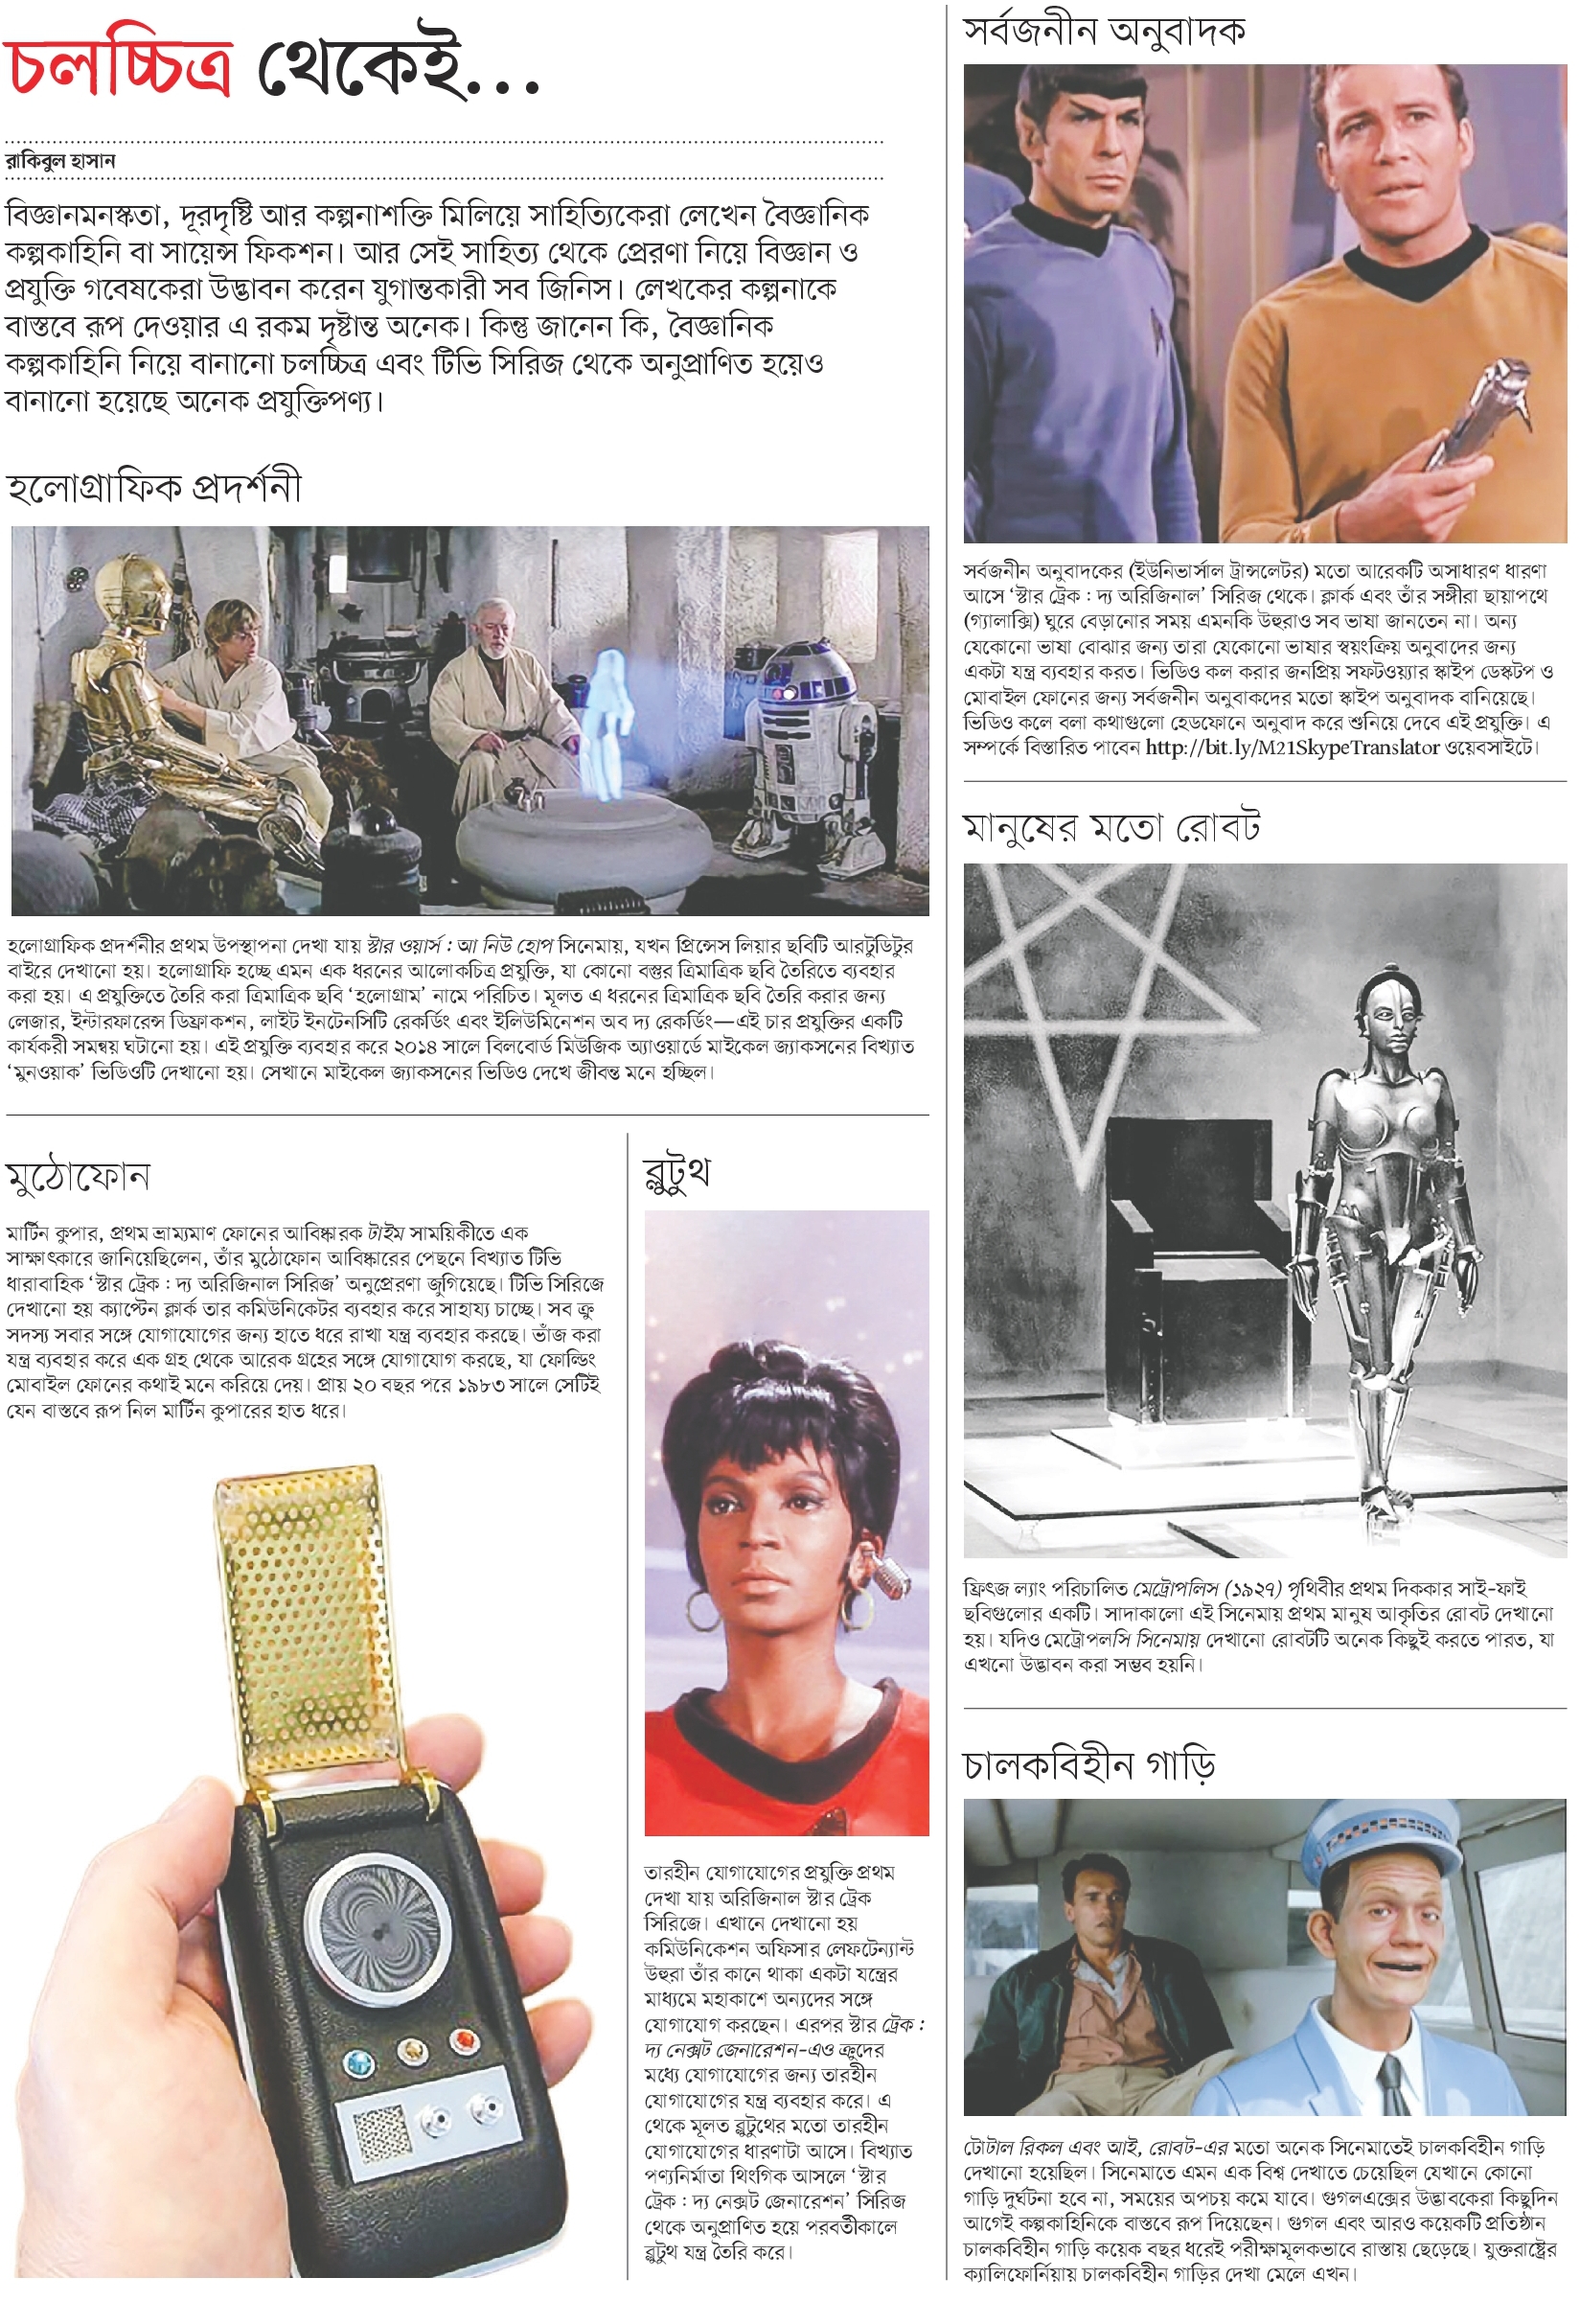 চলচ্চিত্র থেকেই...
রাকিবুল হাসান
বিজ্ঞানমনস্কতা, দূরদৃষ্টি আর কল্পনাশক্তি মিলিয়ে সাহিত্যিকেরা লেখেন বৈজ্ঞানিক
কল্পকাহিনি বা সায়েন্স ফিকশন। আর সেই সাহিত্য থেকে প্রেরণা নিয়ে বিজ্ঞান ও
প্রযুক্তি গবেষকেরা উদ্ভাবন করেন যুগান্তকারী সব জিনিস। লেখকের কল্পনাকে
বাস্তবে রূপ দেওয়ার এ রকম দৃষ্টান্ত অনেক। কিন্তু জানেন কি, বৈজ্ঞানিক
কল্পকাহিনি নিয়ে বানানো চলচ্চিত্র এবং টিভি সিরিজ থেকে অনুপ্রাণিত হয়েও
বানানো হয়েছে অনেক প্রযুক্তিপণ্য।
হলোগ্রাফিক প্রদর্শনী
হলোগ্রাফিক প্রদর্শনীর প্রথম উপস্থাপনা দেখা যায় স্টার ওয়ার্স : আ নিউ হোপ সিনেমায়, যখন প্রিন্সেস লিয়ার ছবিটি আরটুডিটুর
বাইরে দেখানো হয়। হলোগ্রাফি হচ্ছে এমন এক ধরনের আলোকচিত্র প্রযুক্তি, যা কোনো বস্তুর ত্রিমাত্রিক ছবি তৈরিতে ব্যবহার
করা হয়। এ প্রযুক্তিতে তৈরি করা ত্রিমাত্রিক ছবি ‘হলোগ্রাম’ নামে পরিচিত। মূলত এ ধরনের ত্রিমাত্রিক ছবি তৈরি করার জন্য
লেজার, ইন্টারফারেন্স ডিফ্রাকশন, লাইট ইনটেনসিটি রেকর্ডিং এবং ইলিউমিনেশন অব দ্য রেকর্ডিং—এই চার প্রযুক্তির একটি
কার্যকরী সমন্বয় ঘটানো হয়। এই প্রযুক্তি ব্যবহার করে ২০১৪ সালে বিলবোর্ড মিউজিক অ্যাওয়ার্ডে মাইকেল জ্যাকসনের বিখ্যাত
‘মুনওয়াক’ ভিডিওটি দেখানো হয়। সেখানে মাইকেল জ্যাকসনের ভিডিও দেখে জীবন্ত মনে হচ্ছিল।
মুঠোফোন
মার্টিন কুপার, প্রথম ভ্রাম্যমাণ ফোনের আবিষ্কারক টাইম সাময়িকীতে এক
সাক্ষাৎকারে জানিয়েছিলেন, তাঁর মুঠোফোন আবিষ্কারের পেছনে বিখ্যাত টিভি
ধারাবাহিক ‘স্টার ট্রেক : দ্য অরিজিনাল সিরিজ’ অনুপ্রেরণা জুগিয়েছে। টিভি সিরিজে
দেখানো হয় ক্যাপ্টেন ক্লার্ক তার কমিউনিকেটর ব্যবহার করে সাহায্য চাচ্ছে। সব ক্রু
সদস্য সবার সঙ্গে যোগাযোগের জন্য হাতে ধরে রাখা যন্ত্র ব্যবহার করছে। ভাঁজ করা
যন্ত্র ব্যবহার করে এক গ্রহ থেকে আরেক গ্রহের সঙ্গে যোগাযোগ করছে, যা ফোল্ডিং
মোবাইল ফোনের কথাই মনে করিয়ে দেয়। প্রায় ২০ বছর পরে ১৯৮৩ সালে সেটিই
যেন বাস্তবে রূপ নিল মার্টিন কুপারের হাত ধরে।
ব্লুটুথ
তারহীন যোগাযোগের প্রযুক্তি প্রথম
দেখা যায় অরিজিনাল স্টার ট্রেক
সিরিজে। এখানে দেখানো হয়
কমিউনিকেশন অফিসার লেফটেন্যান্ট
উহুরা তাঁর কানে থাকা একটা যন্ত্রের
মাধ্যমে মহাকাশে অন্যদের সঙ্গে
যোগাযোগ করছেন। এরপর স্টার ট্রেক :
দ্য নেক্সট জেনারেশন-এও ক্রুদের
মধ্যে যোগাযোগের জন্য তারহীন
যোগাযোগের যন্ত্র ব্যবহার করে। এ
থেকে মূলত ব্লুটুথের মতো তারহীন
যোগাযোগের ধারণাটা আসে। বিখ্যাত
পণ্যনির্মাতা থিংগিক আসলে ‘স্টার
ট্রেক : দ্য নেক্সট জেনারেশন’ সিরিজ
থেকে অনুপ্রাণিত হয়ে পরবর্তীকালে
ব্লুটুথ যন্ত্র তৈরি করে।
সর্বজনীন অনুবাদক
সর্বজনীন অনুবাদকের (ইউনিভার্সাল ট্রান্সলেটর) মতো আরেকটি অসাধারণ ধারণা
আসে ‘স্টার ট্রেক : দ্য অরিজিনাল’ সিরিজ থেকে। ক্লার্ক এবং তাঁর সঙ্গীরা ছায়াপথে
(গ্যালাক্সি) ঘুরে বেড়ানোর সময় এমনকি উহুরাও সব ভাষা জানতেন না। অন্য
যেকোনো ভাষা বোঝার জন্য তারা যেকোনো ভাষার স্বয়ংক্রিয় অনুবাদের জন্য
একটা যন্ত্র ব্যবহার করত। ভিডিও কল করার জনপ্রিয় সফটওয়্যার স্কাইপ ডেস্কটপ ও
মোবাইল ফোনের জন্য সর্বজনীন অনুবাকদের মতো স্কাইপ অনুবাদক বানিয়েছে।
ভিডিও কলে বলা কথাগুলো হেডফোনে অনুবাদ করে শুনিয়ে দেবে এই প্রযুক্তি। এ
সম্পর্কে বিস্তারিত পাবেন http://bit.ly/M21SkypeTranslator ওয়েবসাইটে।
মানুষের মতো রোবট
ফ্রিৎজ ল্যাং পরিচালিত মেট্রোপলিস (১৯২৭) পৃথিবীর প্রথম দিককার সাই-ফাই
ছবিগুলোর একটি। সাদাকালো এই সিনেমায় প্রথম মানুষ আকৃতির রোবট দেখানো
হয়। যদিও মেট্রোপলসি সিনেমায় দেখানো রোবটটি অনেক কিছুই করতে পারত, যা
এখনো উদ্ভাবন করা সম্ভব হয়নি।
চালকবিহীন গাড়ি
টোটাল রিকল এবং আই, রোবট-এর মতো অনেক সিনেমাতেই চালকবিহীন গাড়ি
দেখানো হয়েছিল। সিনেমাতে এমন এক বিশ্ব দেখাতে চেয়েছিল যেখানে কোনো
গাড়ি দুর্ঘটনা হবে না, সময়ের অপচয় কমে যাবে। গুগলএক্সের উদ্ভাবকেরা কিছুদিন
আগেই কল্পকাহিনিকে বাস্তবে রূপ দিয়েছেন। গুগল এবং আরও কয়েকটি প্রতিষ্ঠান
চালকবিহীন গাড়ি কয়েক বছর ধরেই পরীক্ষামূলকভাবে রাস্তায় ছেড়েছে। যুক্তরাষ্ট্রের
ক্যালিফোর্নিয়ায় চালকবিহীন গাড়ির দেখা মেলে এখন।